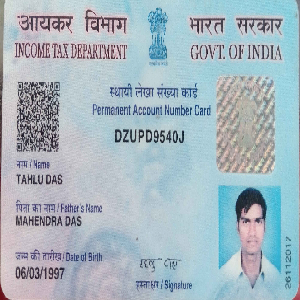 आयकर विभाग
INCOME TAX DEPARTMENT
भारत सरकार
GOVT. OF INDIA
स्थायी लेखा संख्या कार्ड
Permanent Account Number Card
DZUPD9540J
नाम / Name
TAHLU DAS
पिता का नाम / Father's Name
MAHENDRA DAS
जन्म की तारीख / Date of Birth
06/03/1997
हस्ताक्षर / Signature
26112017